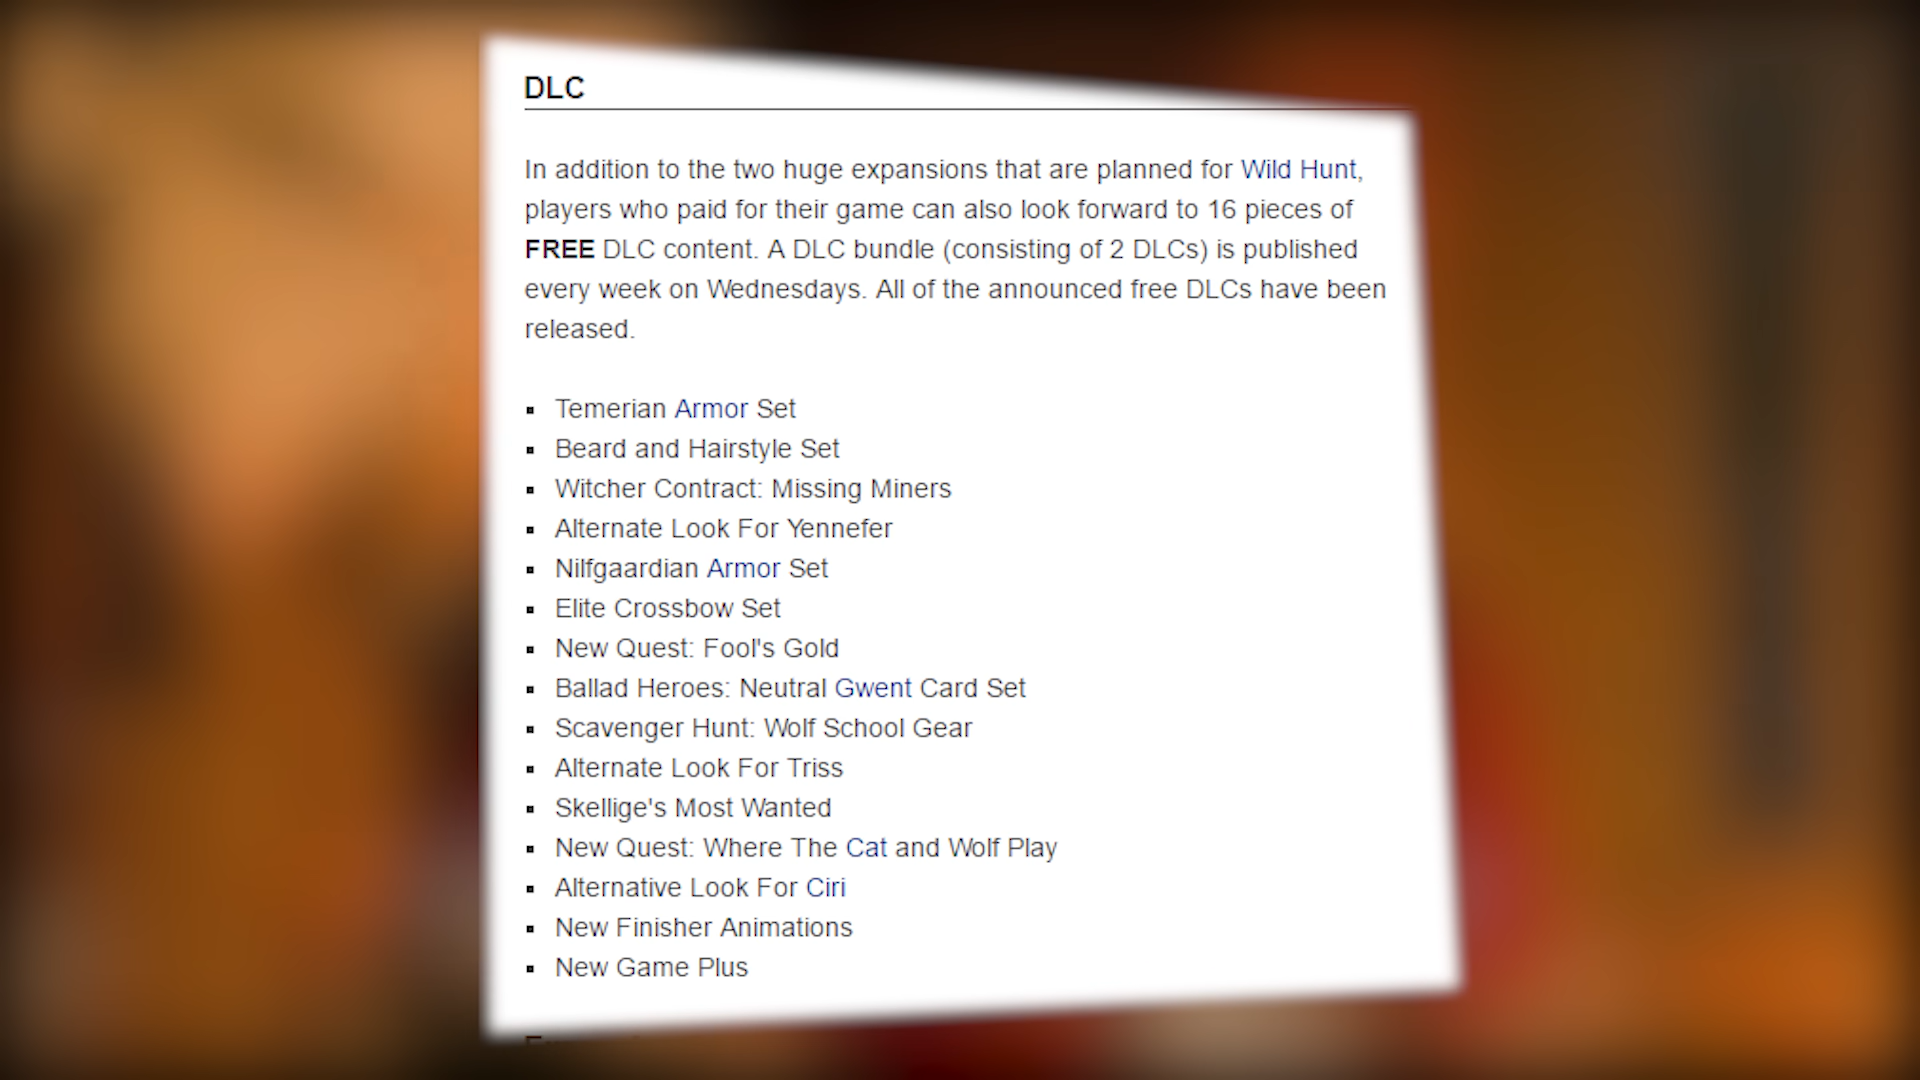 DLC
In addition to the two huge expansions that are planned for Wild Hunt,
players who paid for their game can also look forward to 16 pieces of
FREE DLC content. A DLC bundle (consisting of 2 DLCs) is published
every week on Wednesdays. All of the announced free DLCs have been
released.
Temerian Armor Set
Beard and Hairstyle Set
Witcher Contract: Missing Miners
Alternate Look For Yennefer
Nilfgaardian Armor Set
Elite Crossbow Set
New Quest: Fool's Gold
Ballad Heroes: Neutral Gwent Card Set
Scavenger Hunt: Wolf School Gear
Alternate Look For Triss
Skellige's Most Wanted
New Quest: Where The Cat and Wolf Play
Alternative Look For Ciri
New Finisher Animations
New Game Plus